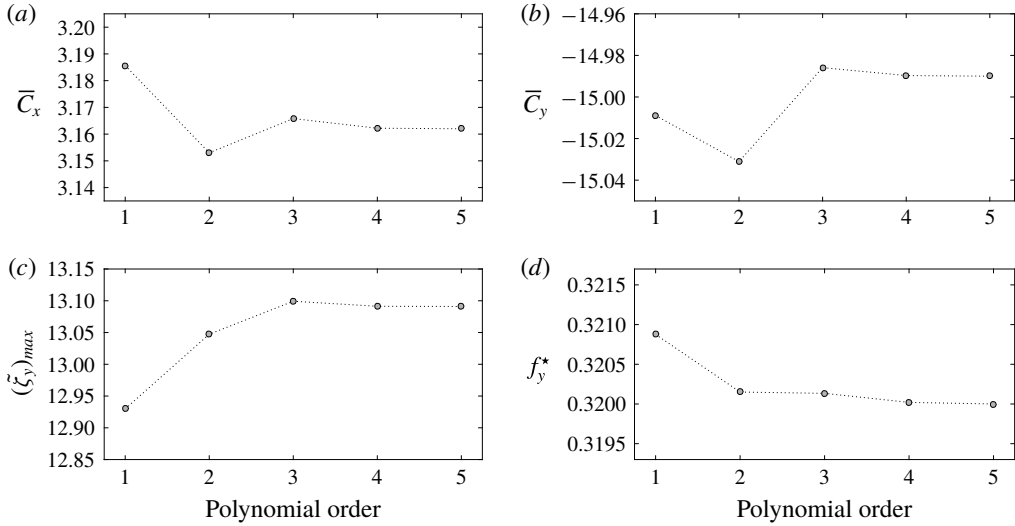 (a)
3.20
3.19
3.18
3.17
3.16
3.15
3.14
C̅x
1 2 3 4 5
(b)
−14.96
−14.98
−15.00
−15.02
−15.04
C̅y
1 2 3 4 5
(c)
13.15
13.10
13.05
13.00
12.95
12.90
12.85
(ζ̃y)max
1 2 3 4 5
Polynomial order
(d)
0.3215
0.3210
0.3205
0.3200
0.3195
f⋆y
1 2 3 4 5
Polynomial order